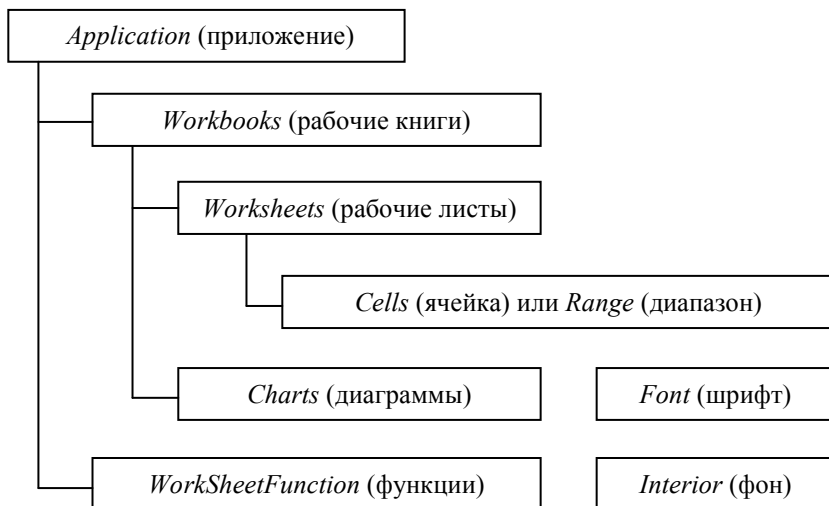 Application (приложение)
Workbooks (рабочие книги)
Worksheets (рабочие листы)
Cells (ячейка) или Range (диапазон)
Charts (диаграммы)
Font (шрифт)
WorkSheetFunction (функции)
Interior (фон)